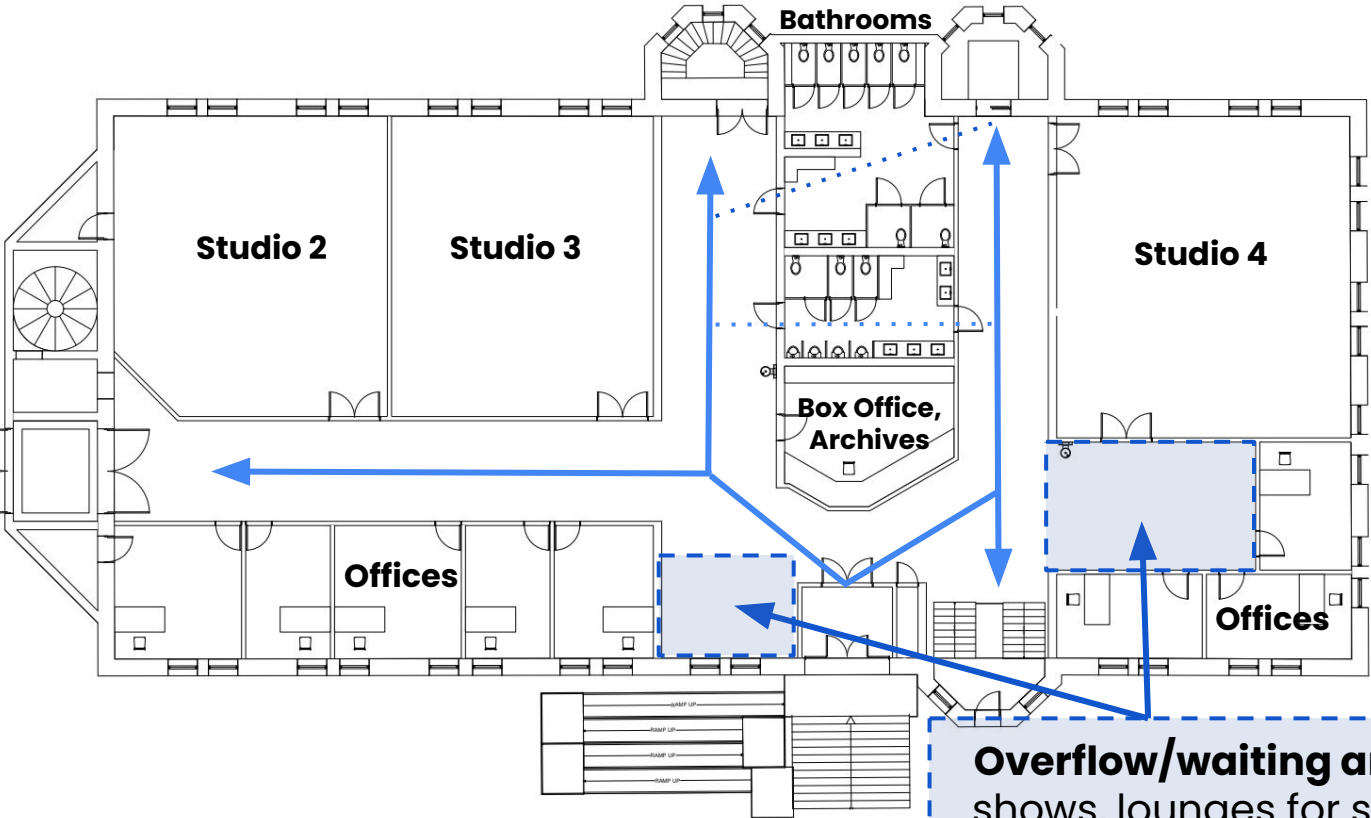 Bathrooms
Studio 2
Studio 3
Studio 4
Box Office,
Archives
Offices
Offices
RAMP UP
RAMP UP
RAMP UP
RAMP UP
Overflow/waiting
shows, lounges for